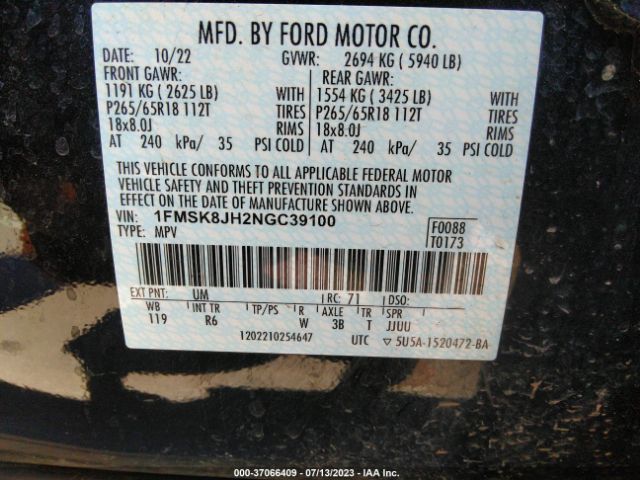 MFD. BY FORD MOTOR CO.
DATE: 10/22 GVWR: 2694 KG ( 5940 LB)
FRONT GAWR: REAR GAWR:
1191 KG ( 2625 LB) WITH 1554 KG ( 3425 LB) WITH
P265/65R18 112T TIRES P265/65R18 112T TIRES
18x8.0J RIMS 18x8.0J RIMS
AT 240 kPa/ 35 PSI COLD AT 240 kPa/ 35 PSI COLD
THIS VEHICLE CONFORMS TO ALL APPLICABLE FEDERAL MOTOR
VEHICLE SAFETY AND THEFT PREVENTION STANDARDS IN
EFFECT ON THE DATE OF MANUFACTURE SHOWN ABOVE.
VIN: 1FMSK8JH2NGC39100 F0088
TYPE: MPV T0173
EXT PNT: UM RC: 71 DSO:
WB INT TR TP/PS R AXLE TR SPR
119 R6 W 3B T JJUU
1202210254647 UTC ▽ 5U5A-1520472-BA
000-37066409 - 07/13/2023 - IAA Inc.